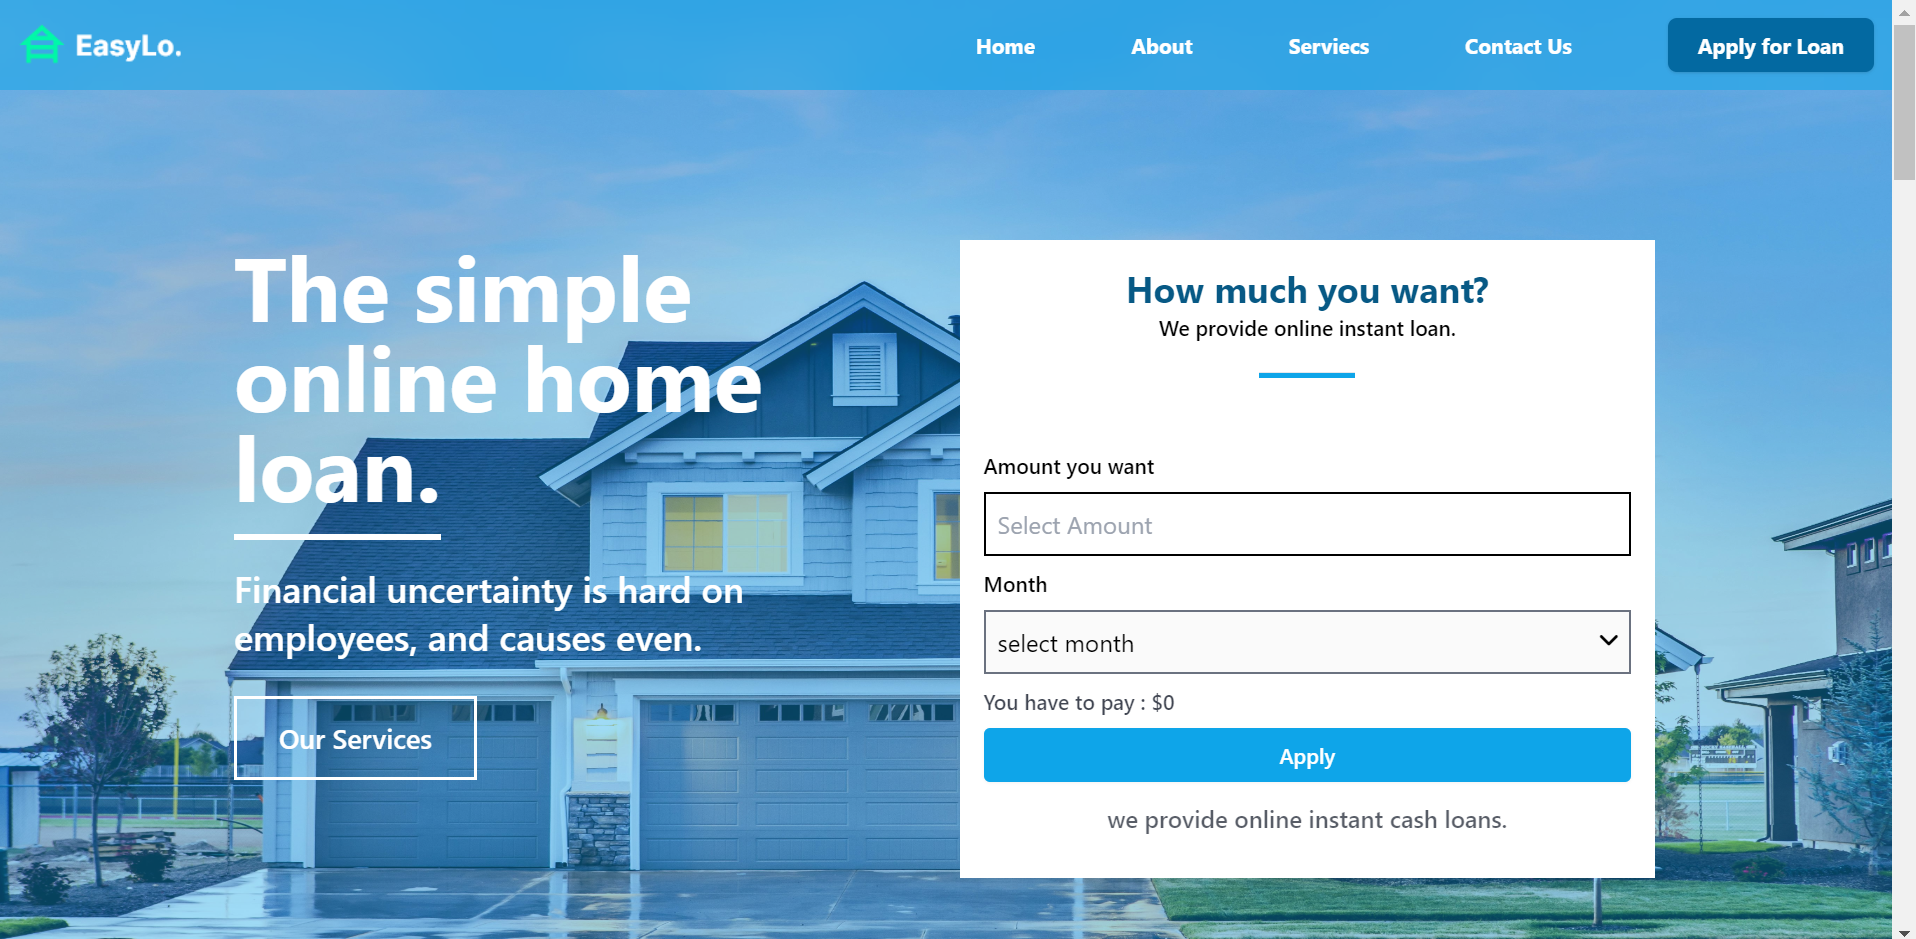 EasyLo.
Home
About
Serviecs
Contact Us
Apply for Loan
The simple
online home
loan.
Financial uncertainty is hard on
employees, and causes even.
Our Services
How much you want?
We provide online instant loan.
Amount you want
Select Amount
Month
select month
You have to pay : $0
Apply
we provide online instant cash loans.